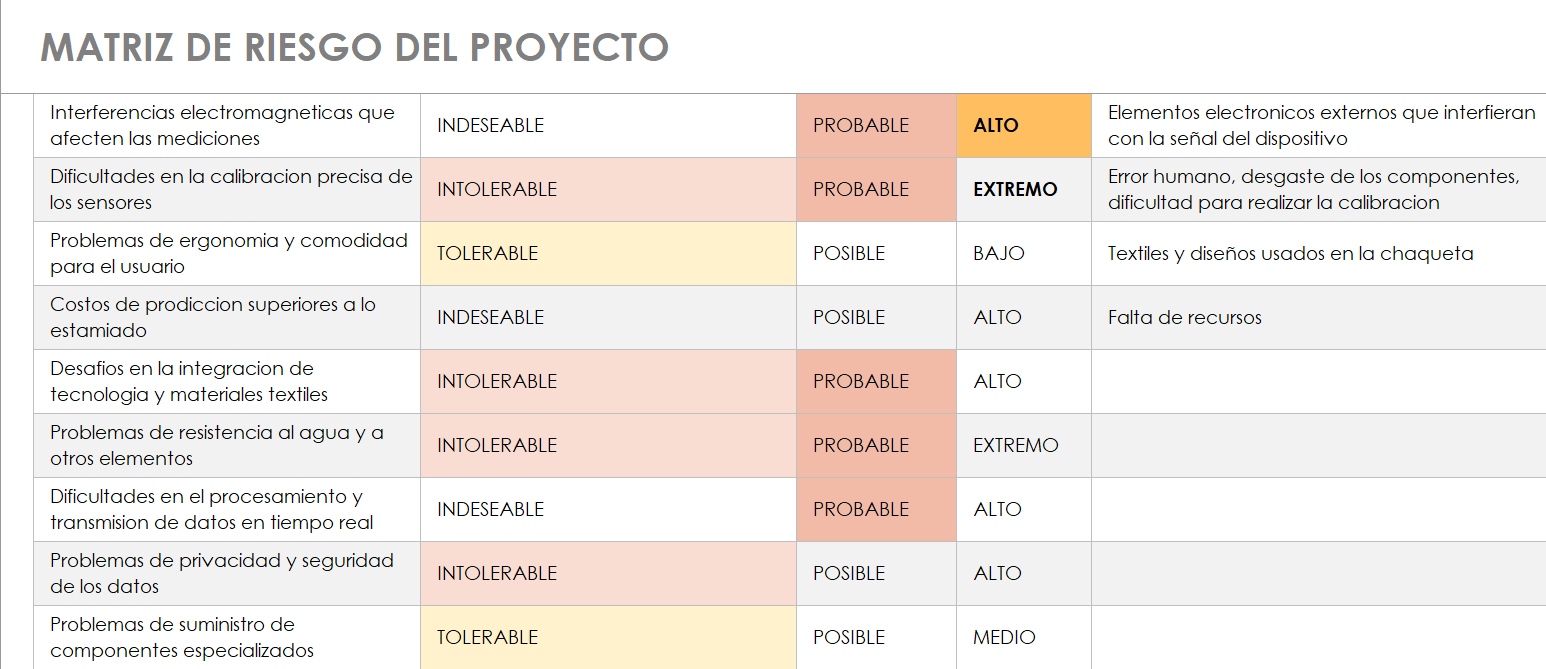 MATRIZ DE RIESGO DEL PROYECTO
Interferencias electromagneticas que
afecten las mediciones
INDESEABLE
PROBABLE
ALTO
Elementos electronicos externos que interfieran
con la señal del dispositivo
Dificultades en la calibracion precisa de
los sensores
INTOLERABLE
PROBABLE
EXTREMO
Error humano, desgaste de los componentes,
dificultad para realizar la calibracion
Problemas de ergonomia y comodidad
para el usuario
TOLERABLE
POSIBLE
BAJO
Textiles y diseños usados en la chaqueta
Costos de prodiccion superiores a lo
estamiado
INDESEABLE
POSIBLE
ALTO
Falta de recursos
Desafios en la integracion de
tecnologia y materiales textiles
INTOLERABLE
PROBABLE
ALTO
Problemas de resistencia al agua y a
otros elementos
INTOLERABLE
PROBABLE
EXTREMO
Dificultades en el procesamiento y
transmision de datos en tiempo real
INDESEABLE
PROBABLE
ALTO
Problemas de privacidad y seguridad
de los datos
INTOLERABLE
POSIBLE
ALTO
Problemas de suministro de
componentes especializados
TOLERABLE
POSIBLE
MEDIO